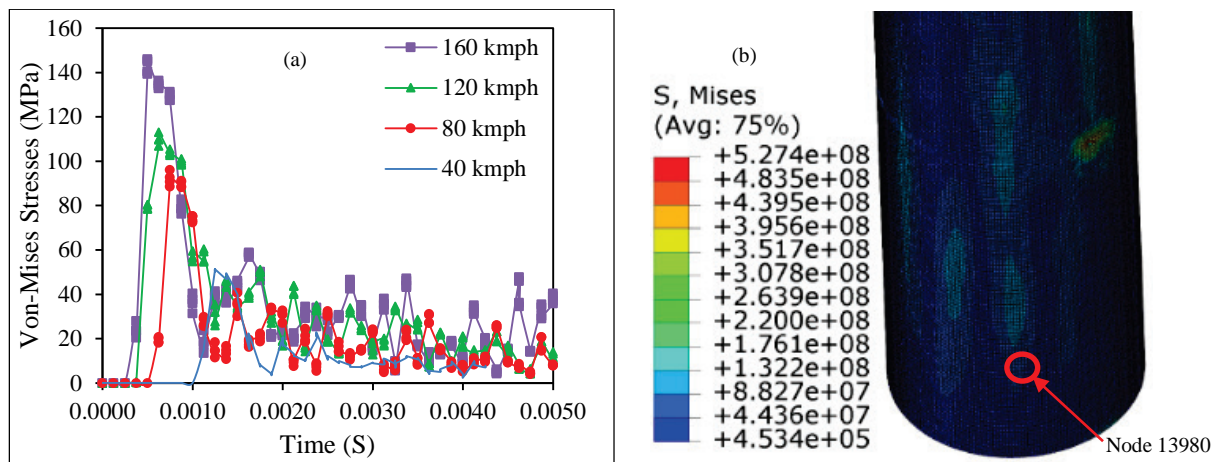 160
140
120
100
80
60
40
20
0
Von-Mises Stresses (MPa)
(a)
160 kmph
120 kmph
80 kmph
40 kmph
0.0000
0.0010
0.0020
0.0030
0.0040
0.0050
Time (S)
(b)
S, Mises
(Avg: 75%)
+5.274e+08
+4.835e+08
+4.395e+08
+3.956e+08
+3.517e+08
+3.078e+08
+2.639e+08
+2.200e+08
+1.761e+08
+1.322e+08
+8.827e+07
+4.436e+07
+4.534e+05
Node 13980